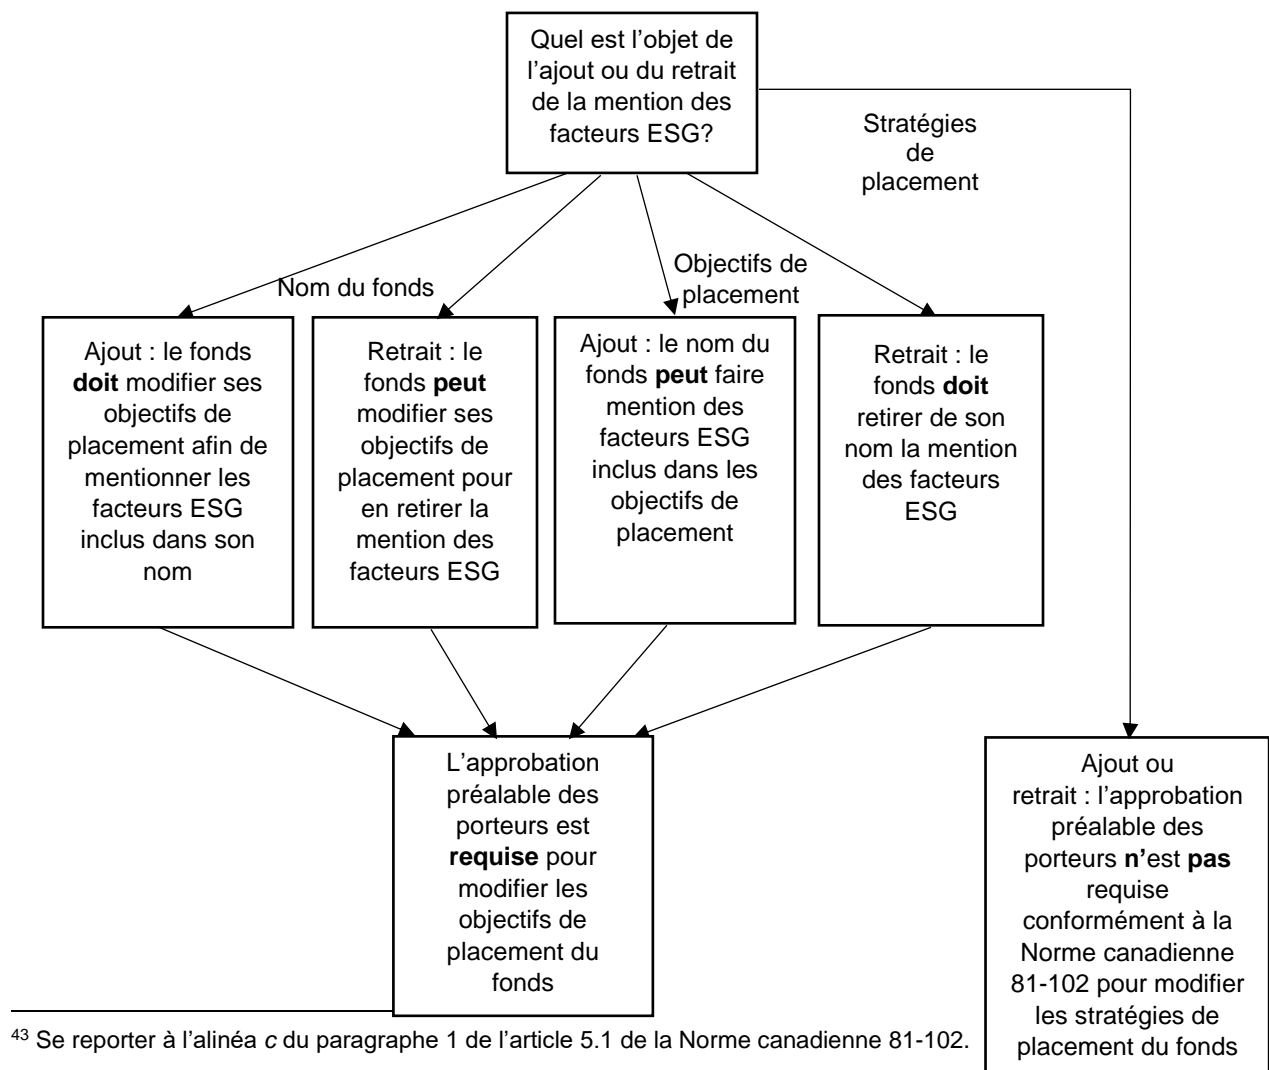 Quel est l’objet de
l’ajout ou du retrait
de la mention des
facteurs ESG?
Stratégies
de
placement
Nom du fonds
Objectifs de
placement
Ajout : le fonds
doit modifier ses
objectifs de
placement afin de
mentionner les
facteurs ESG
inclus dans son
nom
Retrait : le
fonds peut
modifier ses
objectifs de
placement pour
en retirer la
mention des
facteurs ESG
Ajout : le nom du
fonds peut faire
mention des
facteurs ESG
inclus dans les
objectifs de
placement
Retrait : le
fonds doit
retirer de son
nom la mention
des facteurs
ESG
L’approbation
préalable des
porteurs est
requise pour
modifier les
objectifs de
placement du
fonds
Ajout ou
retrait : l’approbation
préalable des
porteurs n’est pas
requise
conformément à la
Norme canadienne
81-102 pour modifier
les stratégies de
placement du fonds
43 Se reporter à l’alinéa c du paragraphe 1 de l’article 5.1 de la Norme canadienne 81-102.